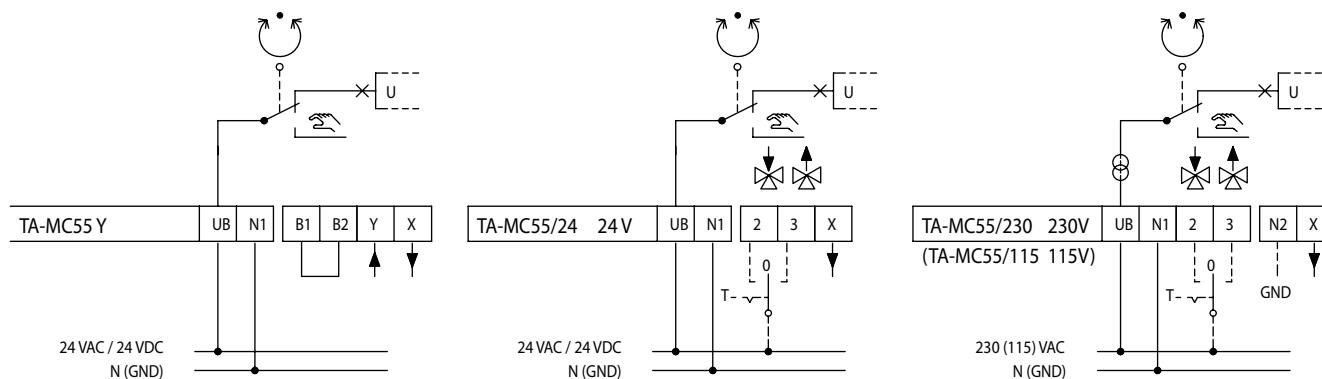 U
TA-MC55 Y UB N1 B1 B2 Y X
24 VAC / 24 VDC
N (GND)
U
TA-MC55/24 24 V UB N1 2 3 X
0
T
24 VAC / 24 VDC
N (GND)
U
TA-MC55/230 230V UB N1 2 3 N2 X
(TA-MC55/115 115V)
0
T
GND
230 (115) VAC
N (GND)